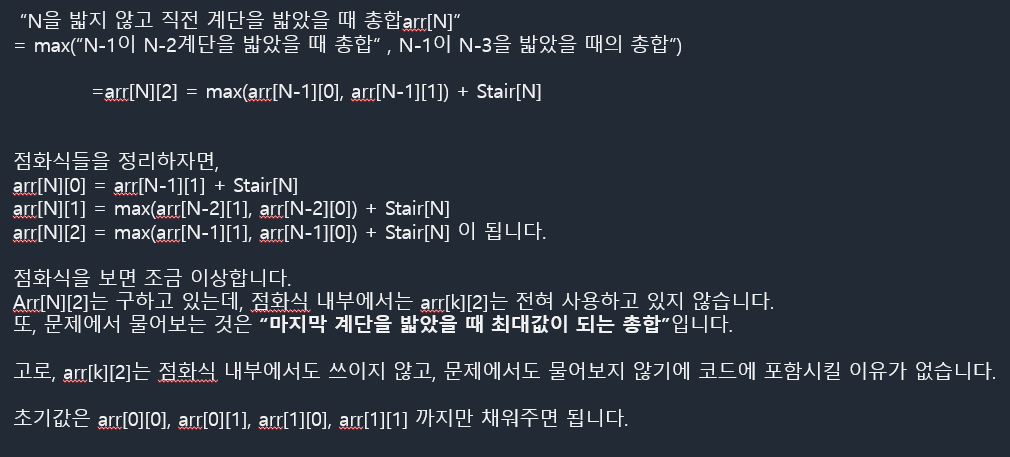 “N을 밟지 않고 직전 계단을 밟았을 때 총합arr[N]”
= max(“N-1이 N-2계단을 밟았을 때 총합” , N-1이 N-3을 밟았을 때의 총합”)
=arr[N][2] = max(arr[N-1][0], arr[N-1][1]) + Stair[N]
점화식들을 정리하자면,
arr[N][0] = arr[N-1][1] + Stair[N]
arr[N][1] = max(arr[N-2][1], arr[N-2][0]) + Stair[N]
arr[N][2] = max(arr[N-1][1], arr[N-1][0]) + Stair[N] 이 됩니다.
점화식을 보면 조금 이상합니다.
Arr[N][2]는 구하고 있는데, 점화식 내부에서는 arr[k][2]는 전혀 사용하고 있지 않습니다.
또, 문제에서 물어보는 것은 “마지막 계단을 밟았을 때 최대값이 되는 총합”입니다.
고로, arr[k][2]는 점화식 내부에서도 쓰이지 않고, 문제에서도 물어보지 않기에 코드에 포함시킬 이유가 없습니다.
초기값은 arr[0][0], arr[0][1], arr[1][0], arr[1][1] 까지만 채워주면 됩니다.